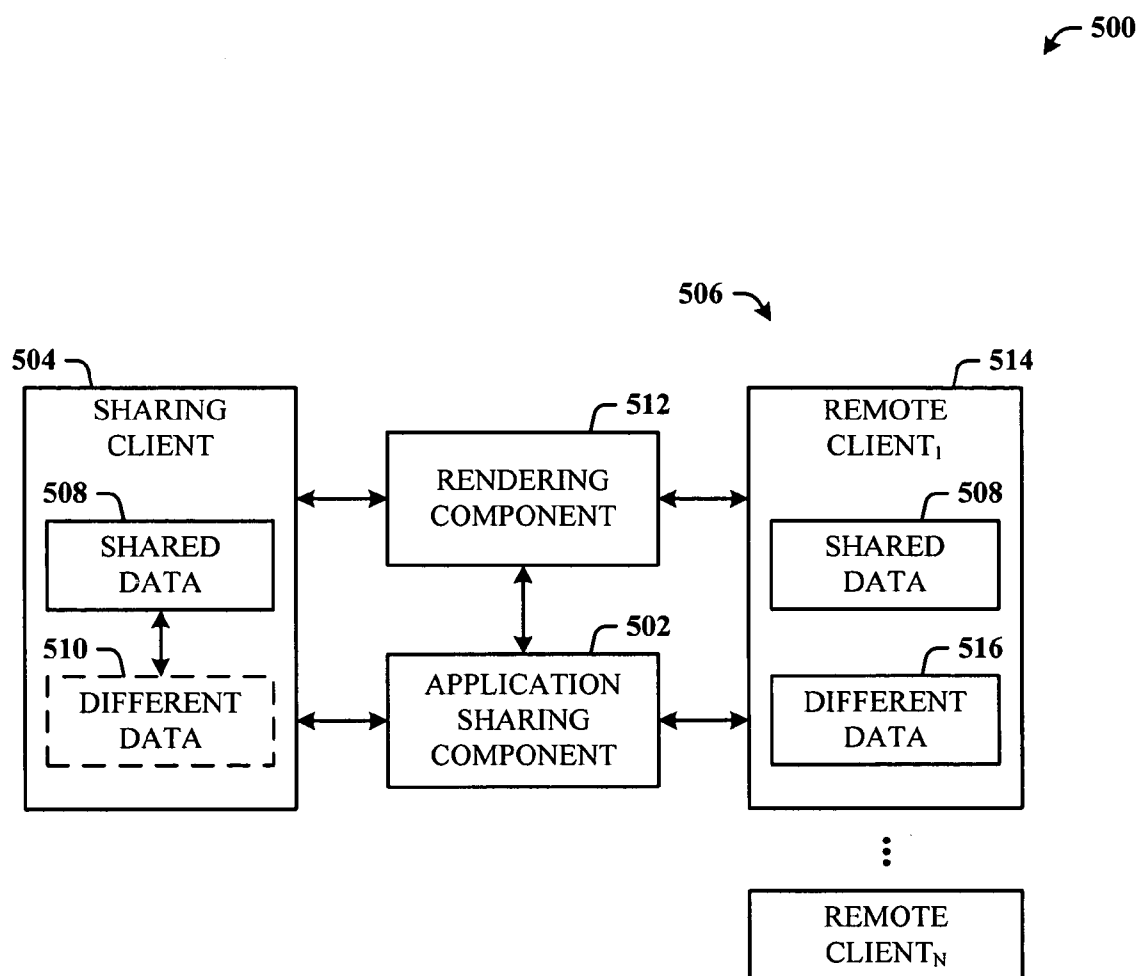 500
506
504
SHARING
CLIENT
508
SHARED
DATA
510
DIFFERENT
DATA
512
RENDERING
COMPONENT
502
APPLICATION
SHARING
COMPONENT
514
REMOTE
CLIENT₁
508
SHARED
DATA
516
DIFFERENT
DATA
REMOTE
CLIENT_N